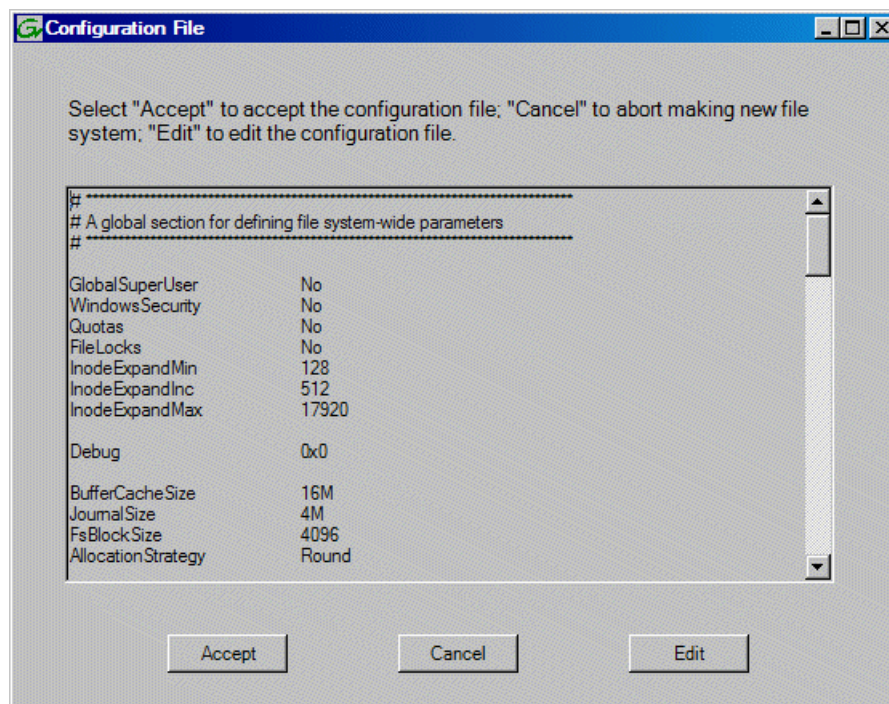 Configuration File
Select "Accept" to accept the configuration file; "Cancel" to abort making new file
system; "Edit" to edit the configuration file.
# ************************************************************************************
# A global section for defining file system-wide parameters
# ************************************************************************************
GlobalSuperUser No
WindowsSecurity No
Quotas No
FileLocks No
InodeExpandMin 128
InodeExpandInc 512
InodeExpandMax 17920
Debug 0x0
BufferCacheSize 16M
JournalSize 4M
FsBlockSize 4096
AllocationStrategy Round
Accept Cancel Edit